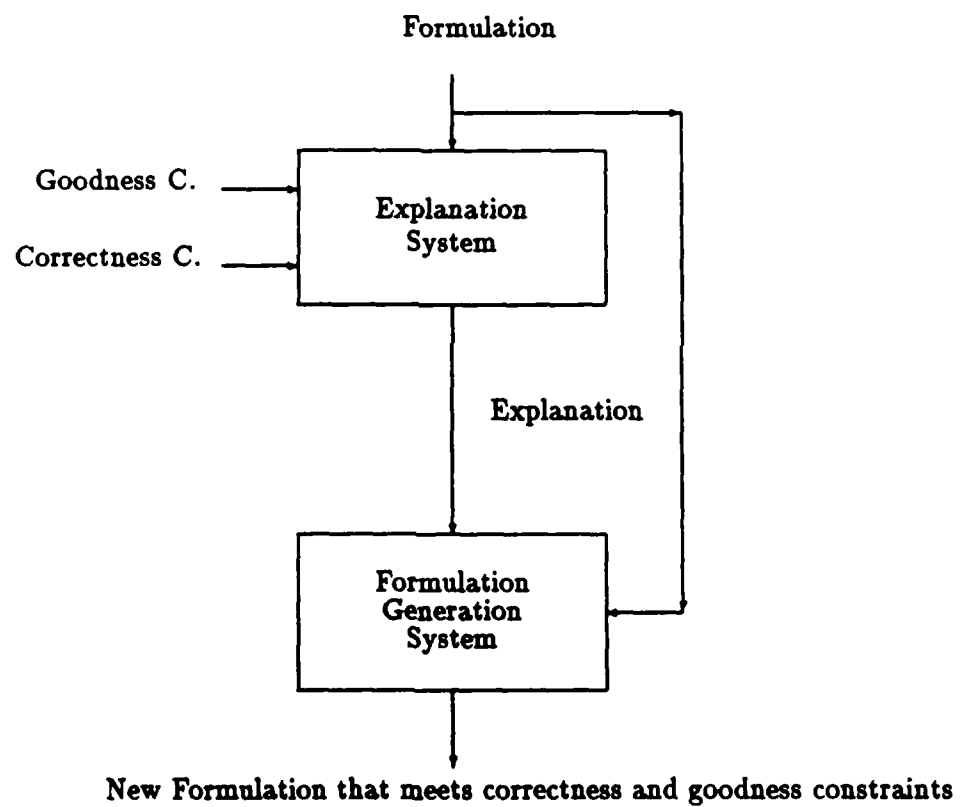 Formulation
Goodness C.
Explanation
System
Correctness C.
Explanation
Formulation
Generation
System
New Formulation that meets correctness and goodness constraints